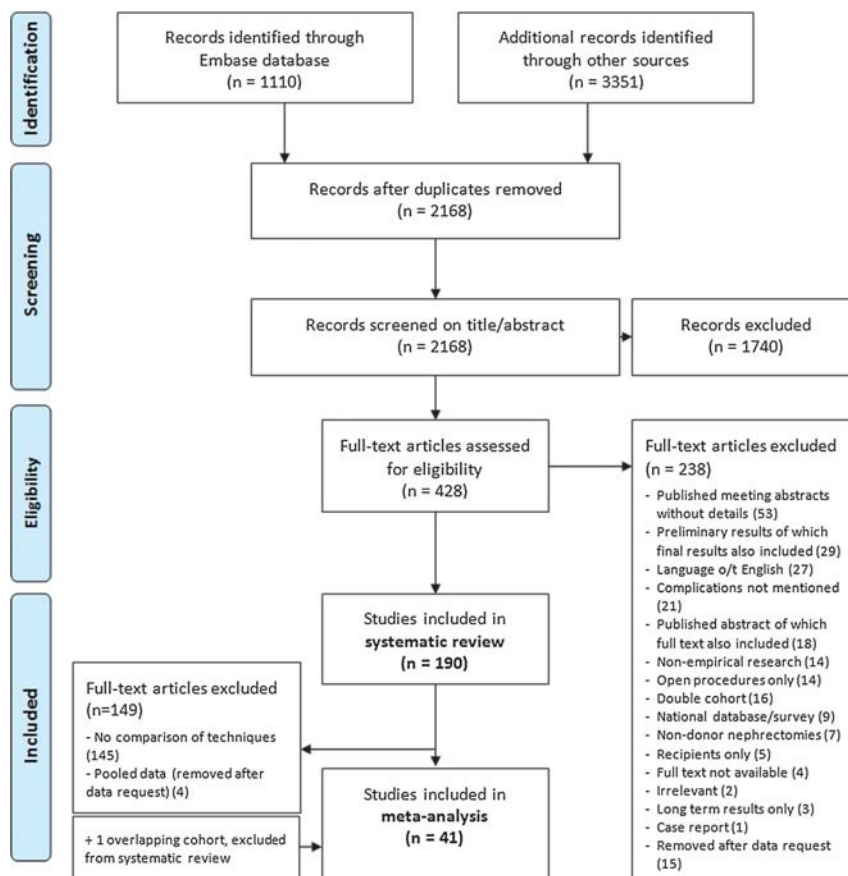 Identification
Records identified through
Embase database
(n = 1110)
Additional records identified
through other sources
(n = 3351)
Screening
Records after duplicates removed
(n = 2168)
Records screened on title/abstract
(n = 2168)
Records excluded
(n = 1740)
Eligibility
Full-text articles assessed
for eligibility
(n = 428)
Full-text articles excluded
(n = 238)
- Published meeting abstracts
without details (53)
- Preliminary results of which
final results also included (29)
- Language o/t English (27)
- Complications not mentioned
(21)
- Published abstract of which
full text also included (18)
- Non-empirical research (14)
- Open procedures only (14)
- Double cohort (16)
- National database/survey (9)
- Non-donor nephrectomies (7)
- Recipients only (5)
- Full text not available (4)
- Irrelevant (2)
- Long term results only (3)
- Case report (1)
- Removed after data request
(15)
Included
Studies included in
systematic review
(n = 190)
Full-text articles excluded
(n=149)
- No comparison of techniques
(145)
- Pooled data (removed after
data request) (4)
Studies included in
meta-analysis
(n = 41)
+ 1 overlapping cohort, excluded
from systematic review